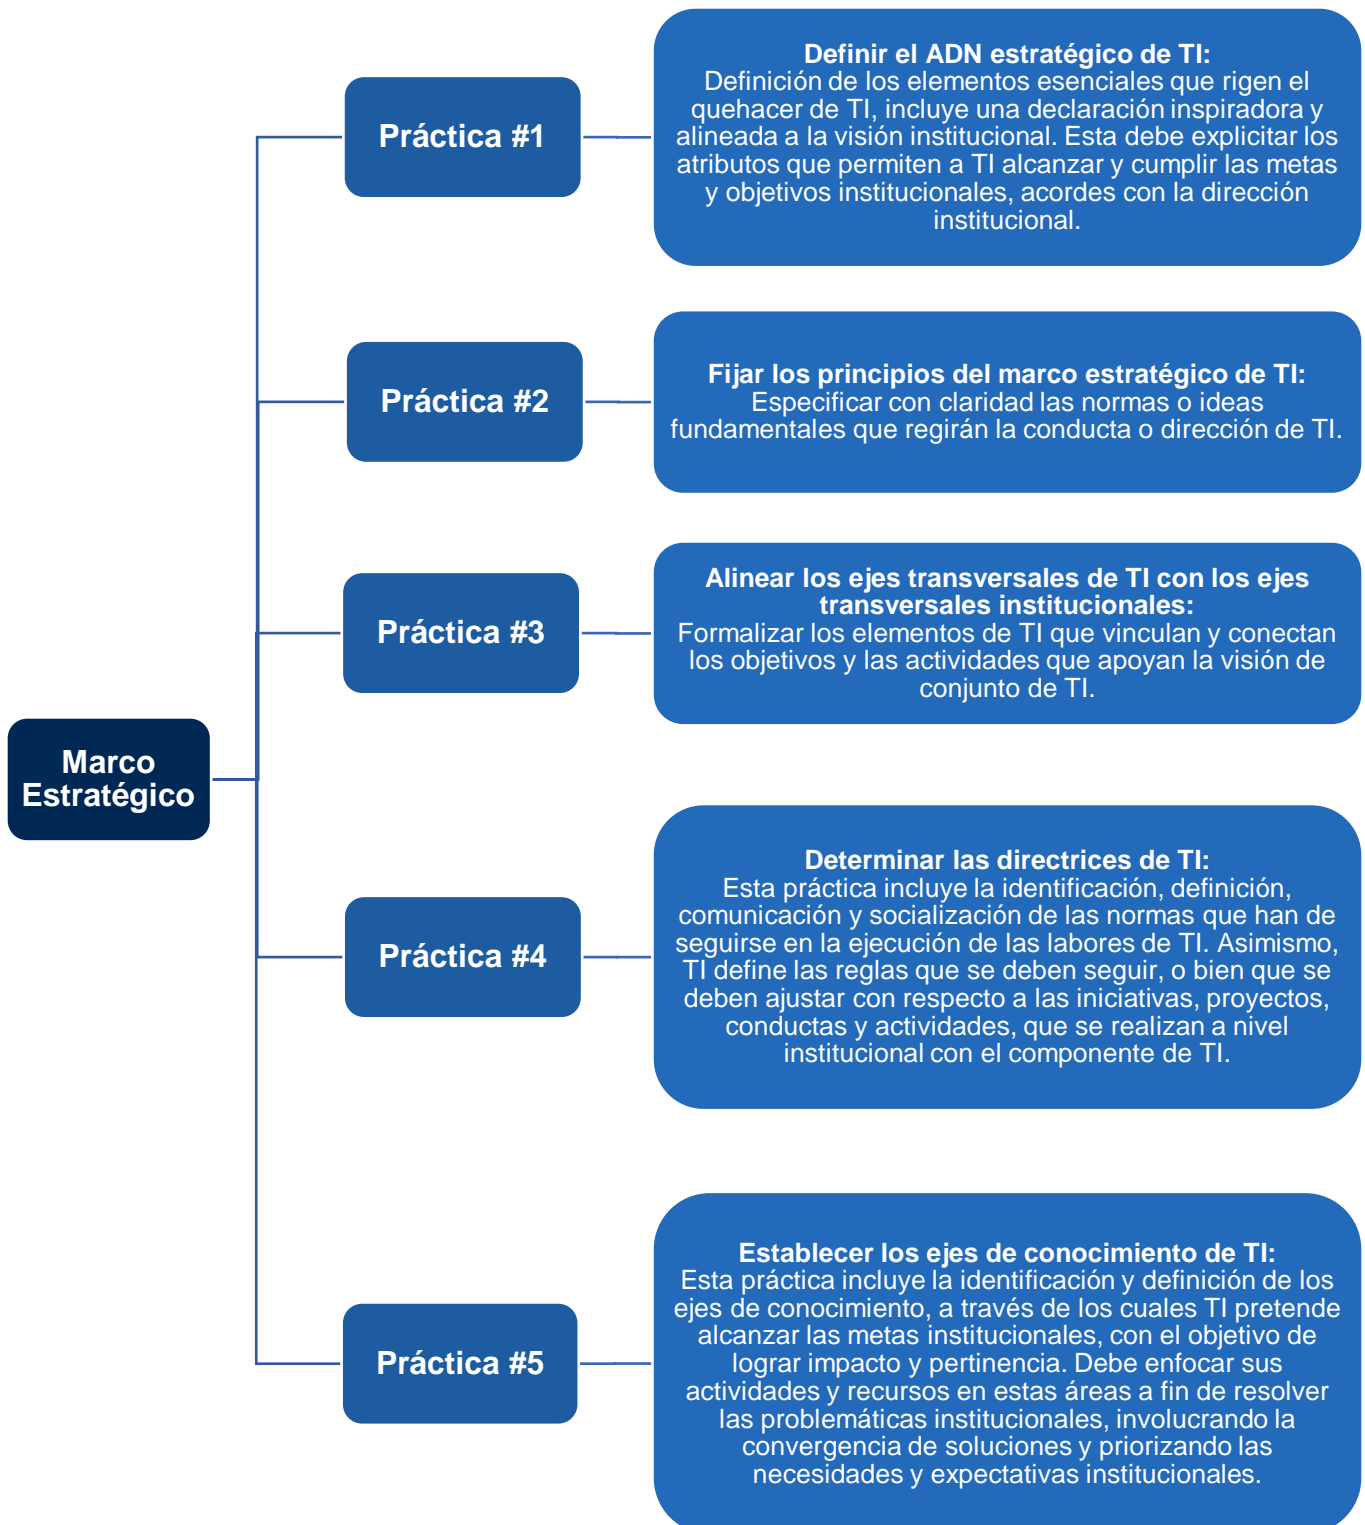 Práctica #1
Definir el ADN estratégico de TI:
Definición de los elementos esenciales que rigen el
quehacer de TI, incluye una declaración inspiradora y
alineada a la visión institucional. Esta debe explicitar los
atributos que permiten a TI alcanzar y cumplir las metas
y objetivos institucionales, acordes con la dirección
institucional.
Práctica #2
Fijar los principios del marco estratégico de TI:
Especificar con claridad las normas o ideas
fundamentales que regirán la conducta o dirección de TI.
Práctica #3
Alinear los ejes transversales de TI con los ejes
transversales institucionales:
Formalizar los elementos de TI que vinculan y conectan
los objetivos y las actividades que apoyan la visión de
conjunto de TI.
Marco
Estratégico
Práctica #4
Determinar las directrices de TI:
Esta práctica incluye la identificación, definición,
comunicación y socialización de las normas que han de
seguirse en la ejecución de las labores de TI. Asimismo,
TI define las reglas que se deben seguir, o bien que se
deben ajustar con respecto a las iniciativas, proyectos,
conductas y actividades, que se realizan a nivel
institucional con el componente de TI.
Práctica #5
Establecer los ejes de conocimiento de TI:
Esta práctica incluye la identificación y definición de los
ejes de conocimiento, a través de los cuales TI pretende
alcanzar las metas institucionales, con el objetivo de
lograr impacto y pertinencia. Debe enfocar sus
actividades y recursos en estas áreas a fin de resolver
las problemáticas institucionales, involucrando la
convergencia de soluciones y priorizando las
necesidades y expectativas institucionales.